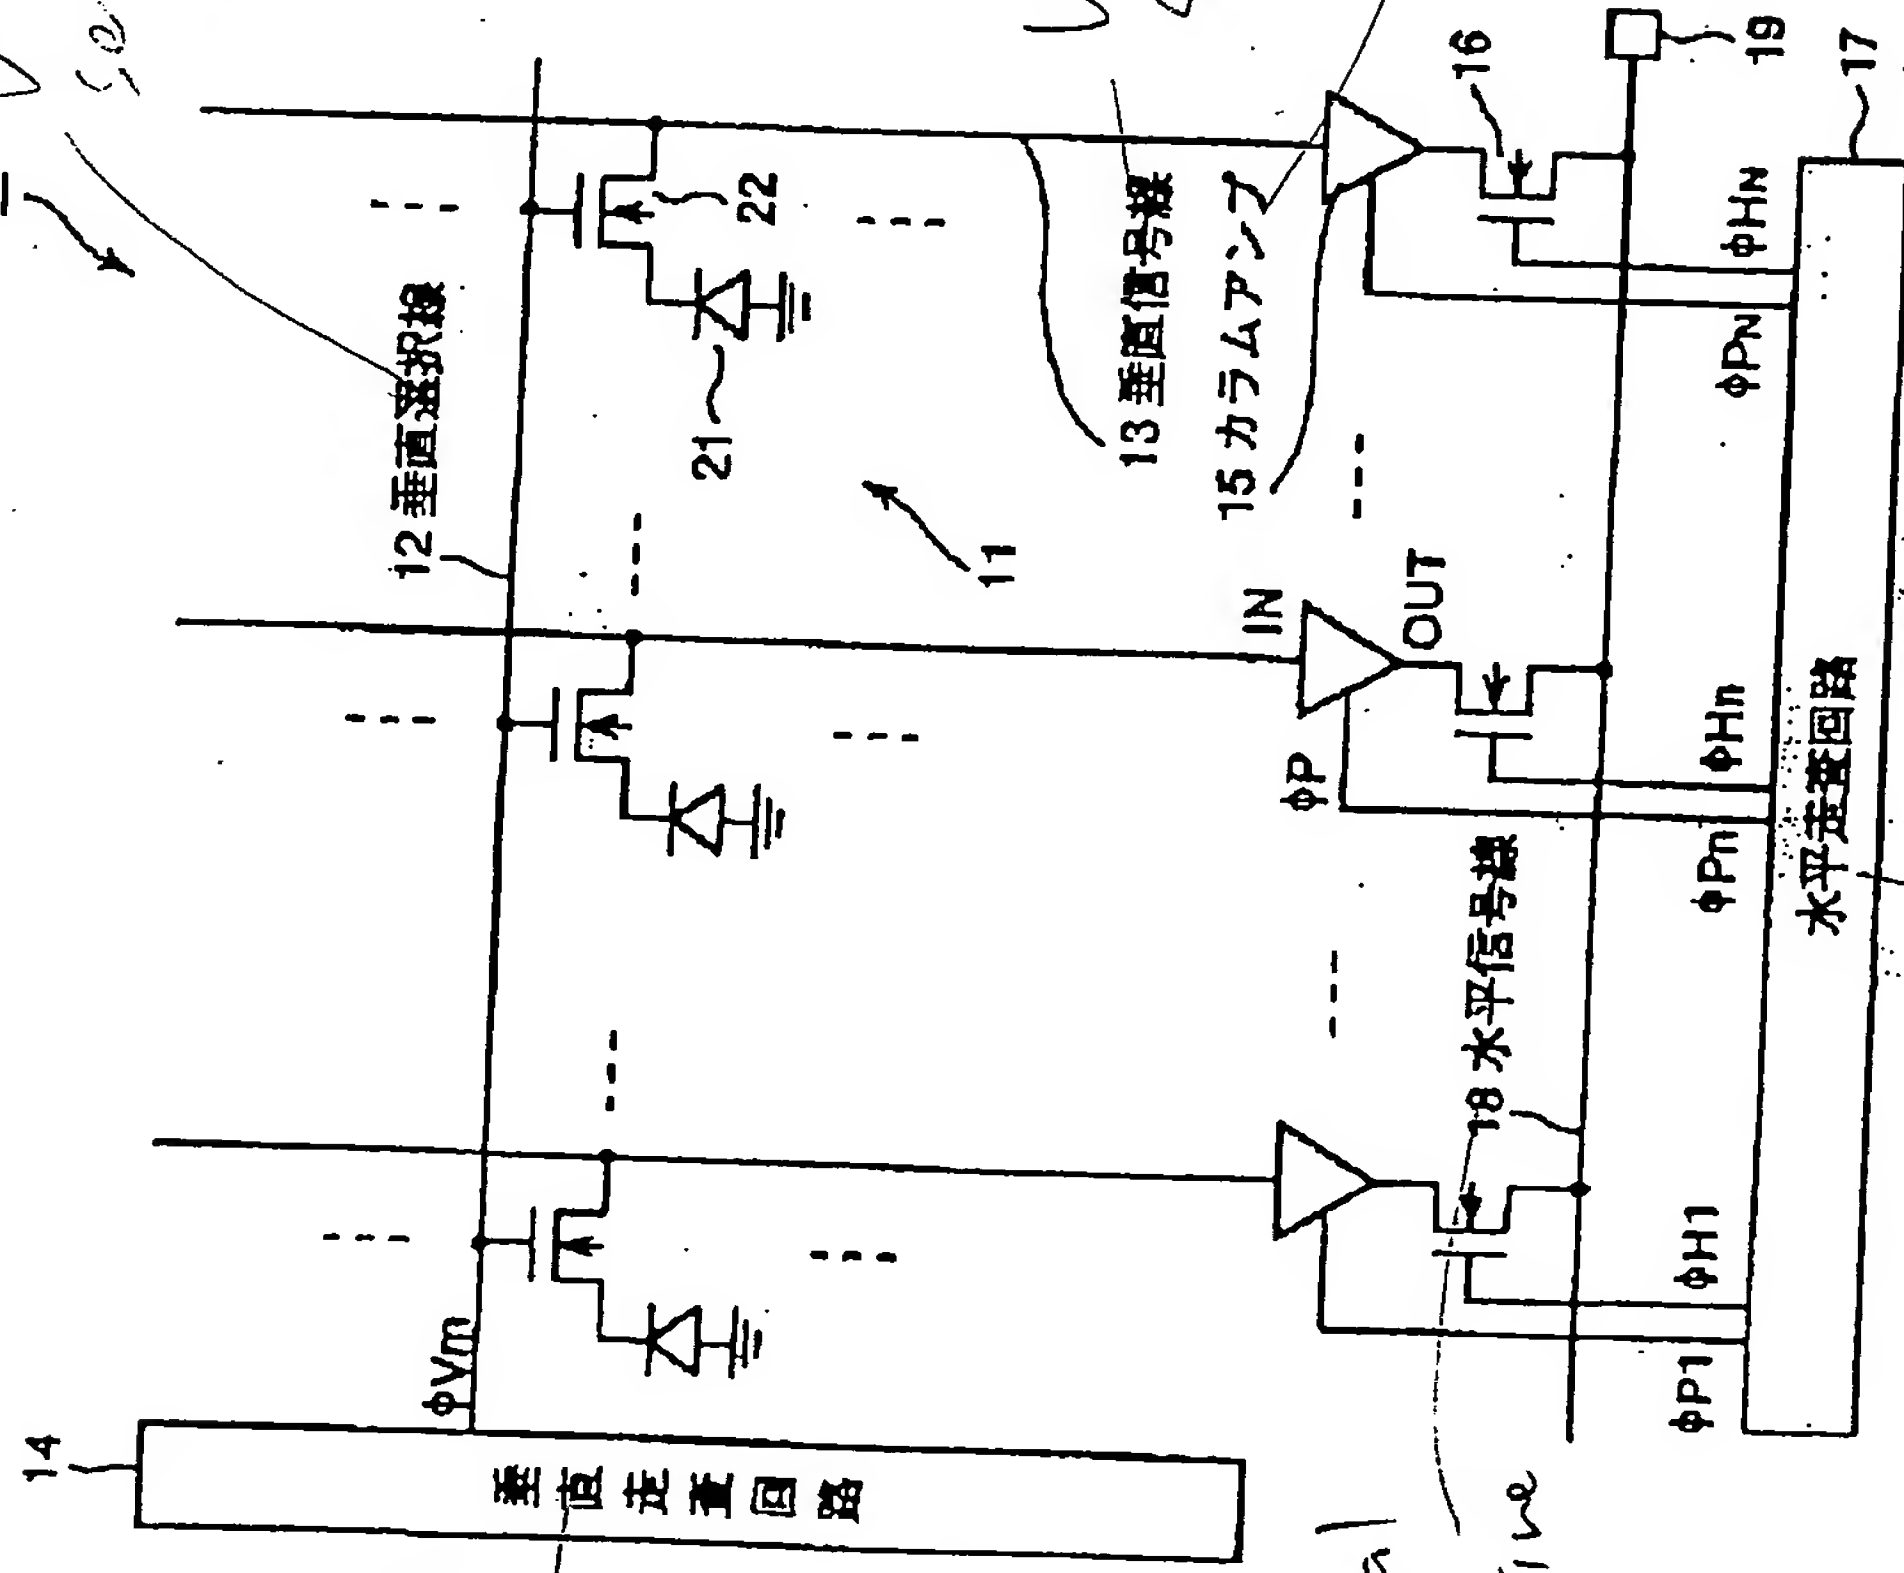 14
垂直走査回路
φVm
12 垂直選択線
22
21
11
13 垂直信号線
15 カラムアンプ
IN
OUT
φP
16
19
17
18 水平信号線
φP1
φH1
φPn
φHn
φPN
φHN
水平走査回路
ine